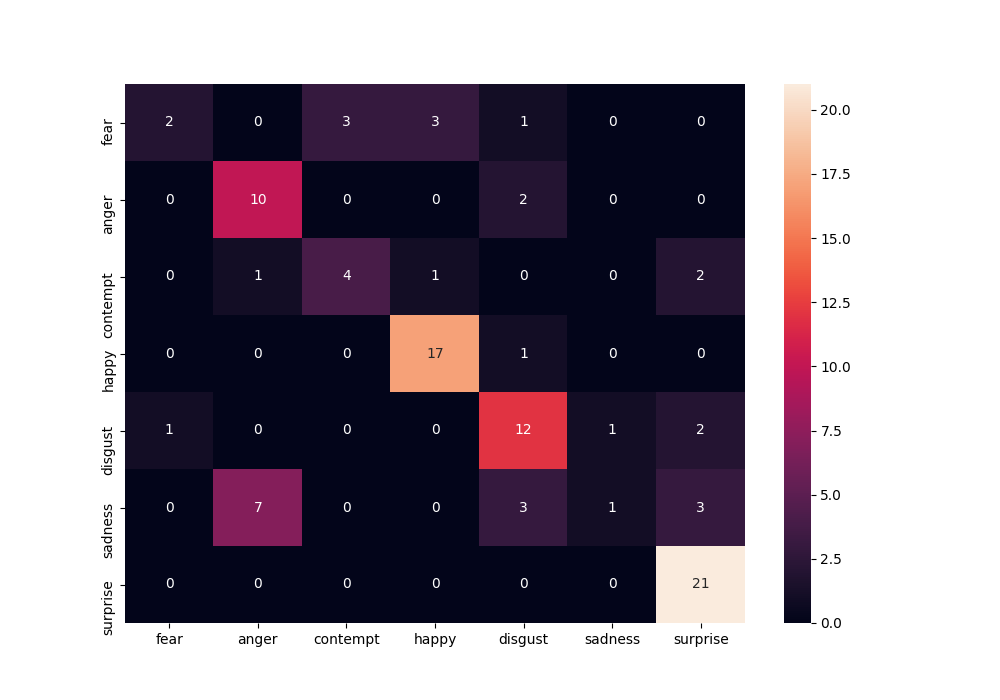 fear 2 0 3 3 1 0 0
anger 0 10 0 0 2 0 0
contempt 0 1 4 1 0 0 2
happy 0 0 0 17 1 0 0
disgust 1 0 0 0 12 1 2
sadness 0 7 0 0 3 1 3
surprise 0 0 0 0 0 0 21
fear anger contempt happy disgust sadness surprise
20.0
17.5
15.0
12.5
10.0
7.5
5.0
2.5
0.0